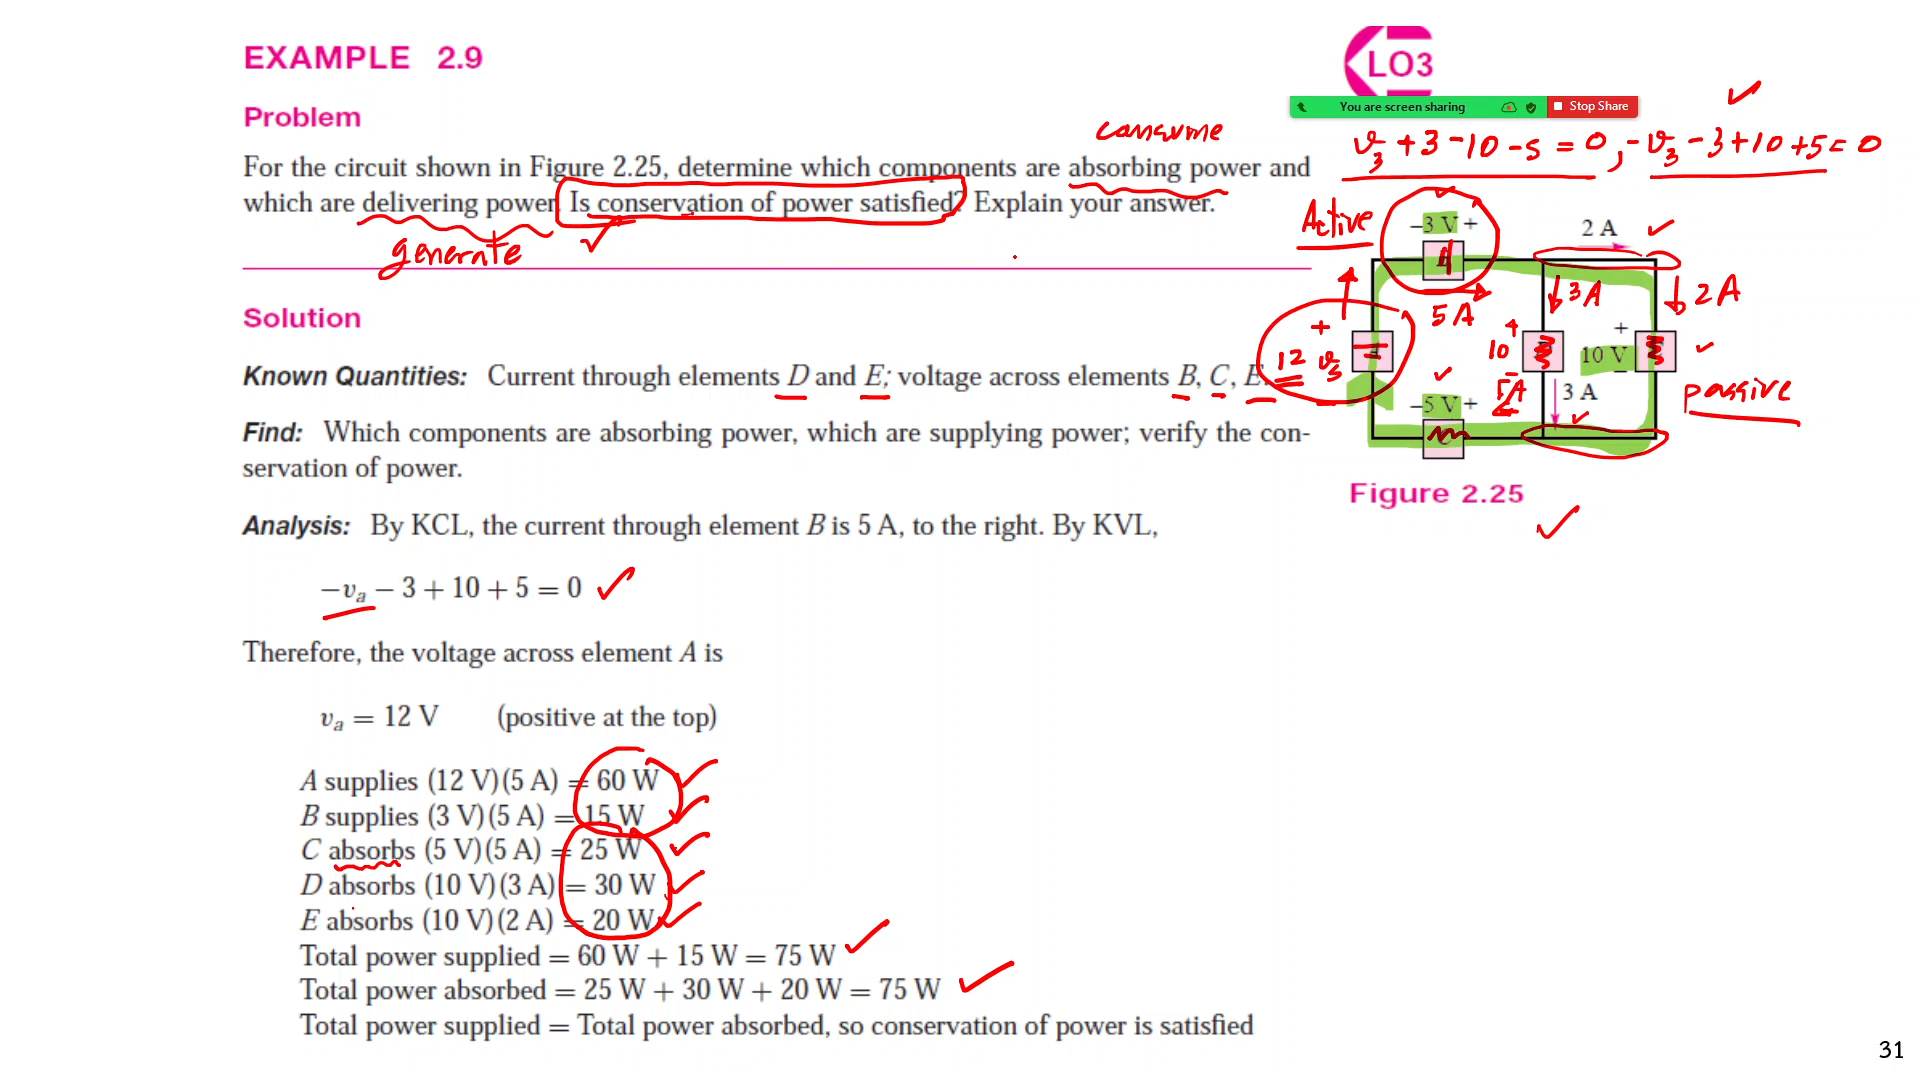 EXAMPLE 2.9
LO3
You are screen sharing
Stop Share
Problem
consume
v3 + 3 - 10 - 5 = 0, - v3 - 3 + 10 + 5 = 0
For the circuit shown in Figure 2.25, determine which components are absorbing power and
which are delivering power. Is conservation of power satisfied? Explain your answer.
generate
Active
–3 V +
2 A
5 A
3A
2A
+
12 v3
+
10
–
+
10 V
–5 V +
5A
3 A
passive
Figure 2.25
Solution
Known Quantities: Current through elements D and E; voltage across elements B, C, E.
Find: Which components are absorbing power, which are supplying power; verify the con-
servation of power.
Analysis: By KCL, the current through element B is 5 A, to the right. By KVL,
−va − 3 + 10 + 5 = 0
Therefore, the voltage across element A is
va = 12 V (positive at the top)
A supplies (12 V)(5 A) = 60 W
B supplies (3 V)(5 A) = 15 W
C absorbs (5 V)(5 A) = 25 W
D absorbs (10 V)(3 A) = 30 W
E absorbs (10 V)(2 A) = 20 W
Total power supplied = 60 W + 15 W = 75 W
Total power absorbed = 25 W + 30 W + 20 W = 75 W
Total power supplied = Total power absorbed, so conservation of power is satisfied
31